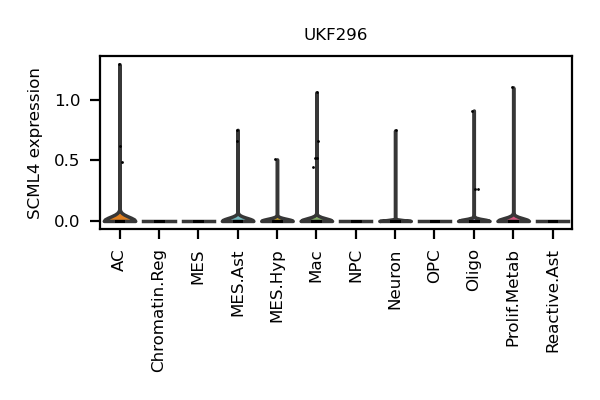 UKF296
SCML4 expression
1.0
0.5
0.0
AC
Chromatin.Reg
MES
MES.Ast
MES.Hyp
Mac
NPC
Neuron
OPC
Oligo
Prolif.Metab
Reactive.Ast